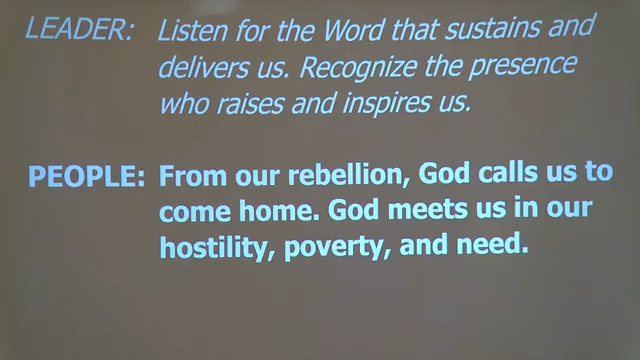 LEADER: Listen for the Word that sustains and
delivers us. Recognize the presence
who raises and inspires us.
PEOPLE: From our rebellion, God calls us to
come home. God meets us in our
hostility, poverty, and need.